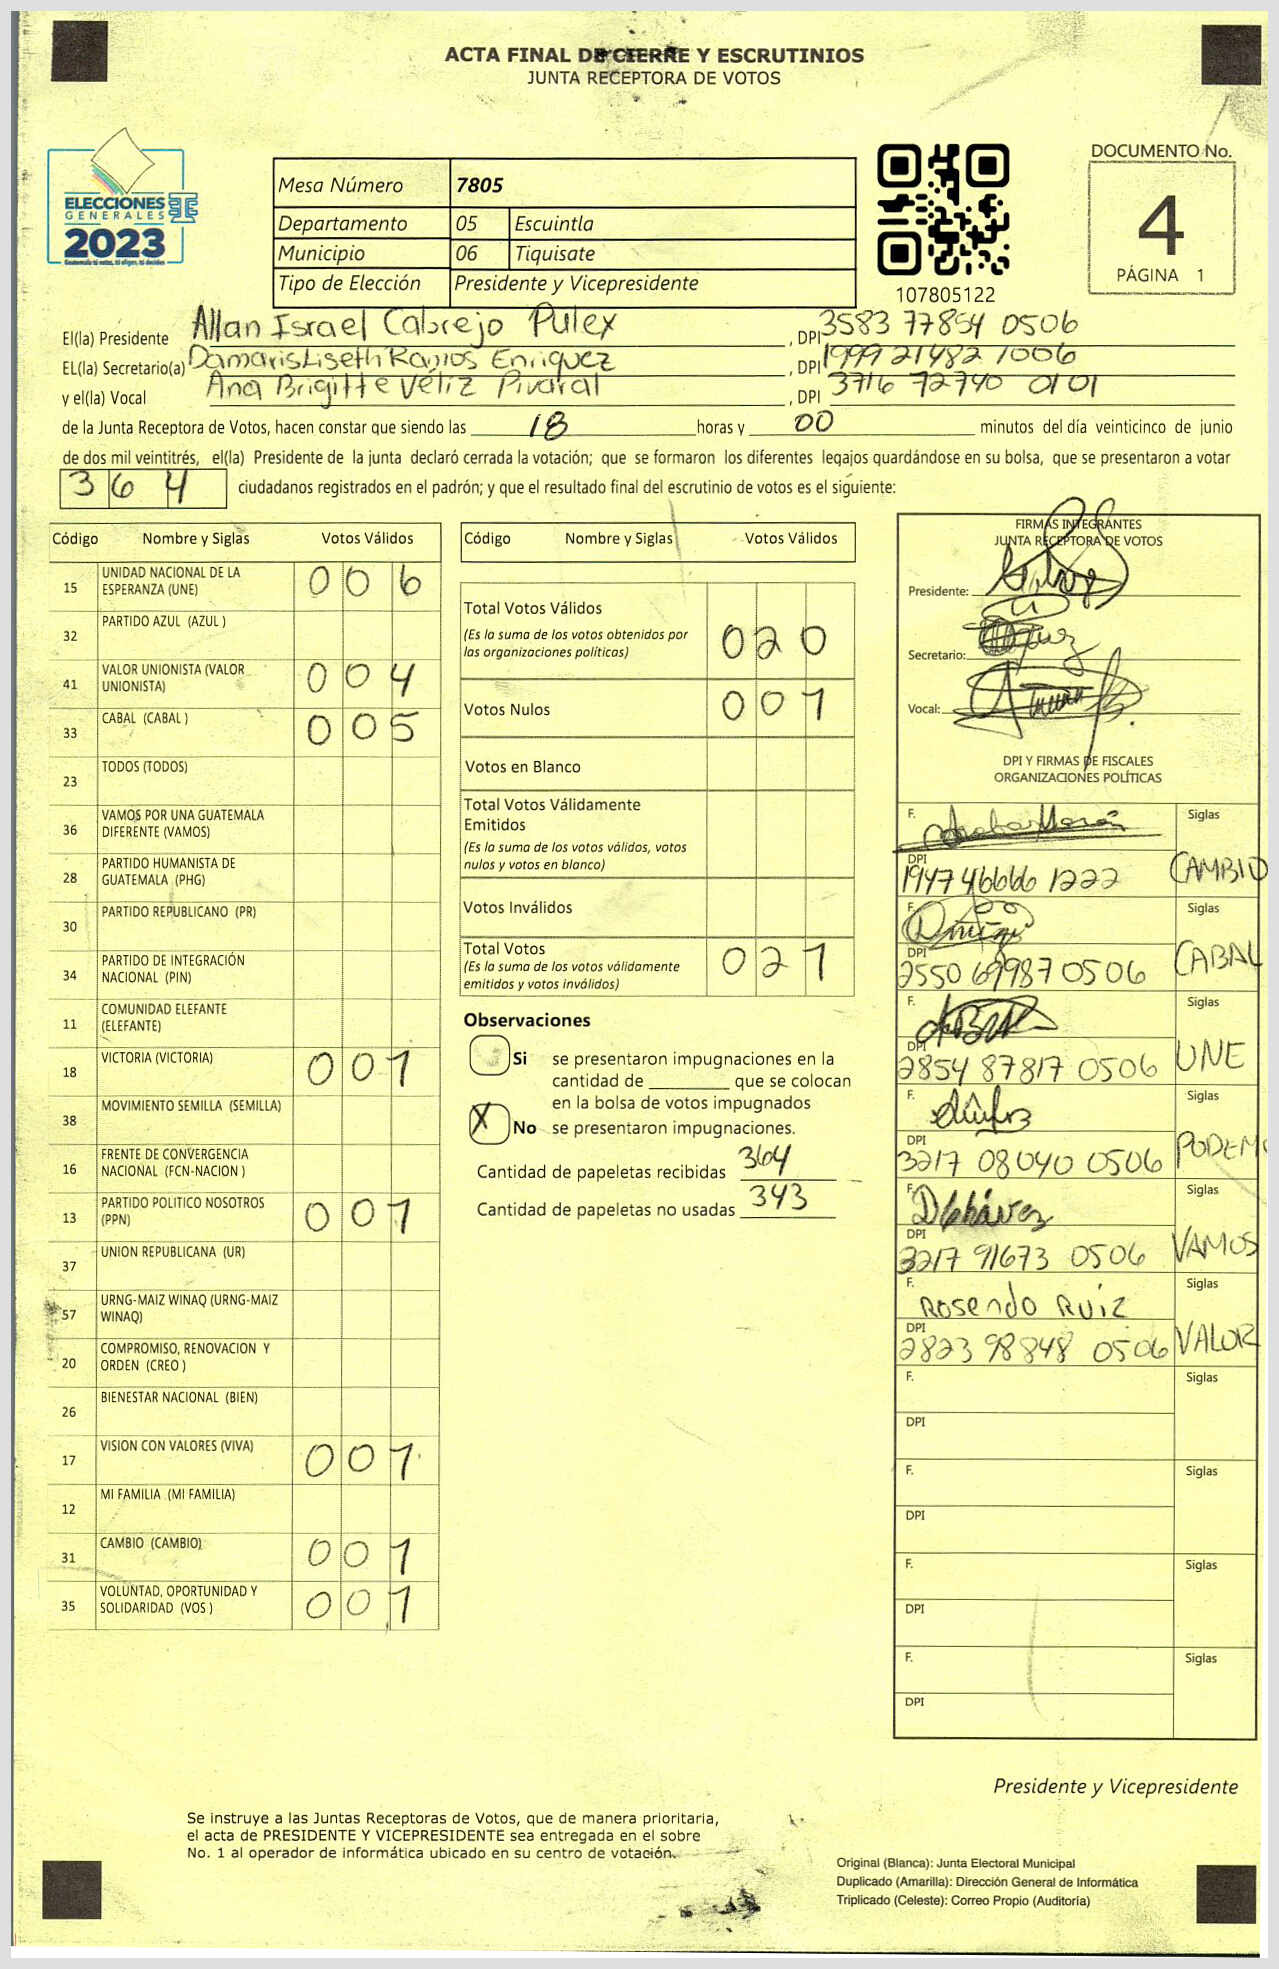 ACTA FINAL DE CIERRE Y ESCRUTINIOS
JUNTA RECEPTORA DE VOTOS
ELECCIONES
GENERALES
2023
Guatemala tú votas, tú eliges, tú decides
Mesa Número 7805
Departamento 05 Escuintla
Municipio 06 Tiquisate
Tipo de Elección Presidente y Vicepresidente
107805122
DOCUMENTO No.
4
PÁGINA 1
El(la) Presidente Allan Israel Cabrejo Pulex , DPI 3583 77854 0506
EL(la) Secretario(a) Damaris Liseth Ramos Enriquez , DPI 1999 21482 1006
y el(la) Vocal Ana Brigitte Véliz Pivaral , DPI 3716 72740 0101
de la Junta Receptora de Votos, hacen constar que siendo las 18 horas y 00 minutos del día veinticinco de junio
de dos mil veintitrés, el(la) Presidente de la junta declaró cerrada la votación; que se formaron los diferentes legajos guardándose en su bolsa, que se presentaron a votar
3 6 4 ciudadanos registrados en el padrón; y que el resultado final del escrutinio de votos es el siguiente:
Código Nombre y Siglas Votos Válidos
15 UNIDAD NACIONAL DE LA ESPERANZA (UNE) 0 0 6
32 PARTIDO AZUL (AZUL )
41 VALOR UNIONISTA (VALOR UNIONISTA) 0 0 4
33 CABAL (CABAL ) 0 0 5
23 TODOS (TODOS)
36 VAMOS POR UNA GUATEMALA DIFERENTE (VAMOS)
28 PARTIDO HUMANISTA DE GUATEMALA (PHG)
30 PARTIDO REPUBLICANO (PR)
34 PARTIDO DE INTEGRACIÓN NACIONAL (PIN)
11 COMUNIDAD ELEFANTE (ELEFANTE)
18 VICTORIA (VICTORIA) 0 0 1
38 MOVIMIENTO SEMILLA (SEMILLA)
16 FRENTE DE CONVERGENCIA NACIONAL (FCN-NACION )
13 PARTIDO POLITICO NOSOTROS (PPN) 0 0 1
37 UNION REPUBLICANA (UR)
57 URNG-MAIZ WINAQ (URNG-MAIZ WINAQ)
20 COMPROMISO, RENOVACION Y ORDEN (CREO )
26 BIENESTAR NACIONAL (BIEN)
17 VISION CON VALORES (VIVA) 0 0 1
12 MI FAMILIA (MI FAMILIA)
31 CAMBIO (CAMBIO) 0 0 1
35 VOLUNTAD, OPORTUNIDAD Y SOLIDARIDAD (VOS ) 0 0 1
Código Nombre y Siglas Votos Válidos
Total Votos Válidos
(Es la suma de los votos obtenidos por
las organizaciones políticas) 0 2 0
Votos Nulos 0 0 1
Votos en Blanco
Total Votos Válidamente
Emitidos
(Es la suma de los votos válidos, votos
nulos y votos en blanco)
Votos Inválidos
Total Votos
(Es la suma de los votos válidamente
emitidos y votos inválidos) 0 2 1
Observaciones
Si se presentaron impugnaciones en la
cantidad de ________ que se colocan
en la bolsa de votos impugnados
X No se presentaron impugnaciones.
Cantidad de papeletas recibidas 364
Cantidad de papeletas no usadas 343
FIRMAS INTEGRANTES
JUNTA RECEPTORA DE VOTOS
Presidente:
Secretario:
Vocal:
DPI Y FIRMAS DE FISCALES
ORGANIZACIONES POLÍTICAS
F. Siglas
DPI 1947 46666 1222 CAMBIO
F. Siglas
DPI 2550 69987 0506 CABAL
F. Siglas
DPI 2854 87817 0506 UNE
F. Siglas
DPI 3217 08040 0506 PODEMO
F. DChávez Siglas
DPI 3217 91673 0506 VAMOS
F. Rosendo Ruiz Siglas
DPI 2823 98848 0506 VALOR
F. Siglas
DPI
F. Siglas
DPI
F. Siglas
DPI
F. Siglas
DPI
Presidente y Vicepresidente
Se instruye a las Juntas Receptoras de Votos, que de manera prioritaria,
el acta de PRESIDENTE Y VICEPRESIDENTE sea entregada en el sobre
No. 1 al operador de informática ubicado en su centro de votación.
Original (Blanca): Junta Electoral Municipal
Duplicado (Amarilla): Dirección General de Informática
Triplicado (Celeste): Correo Propio (Auditoría)